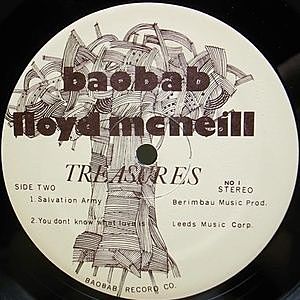 baobab
lloyd mcneill
TREASURES
SIDE TWO
NO 1
STEREO
1. Salvation Army Berimbau Music Prod.
2. You dont know what love is Leeds Music Corp.
BAOBAB RECORD CO.